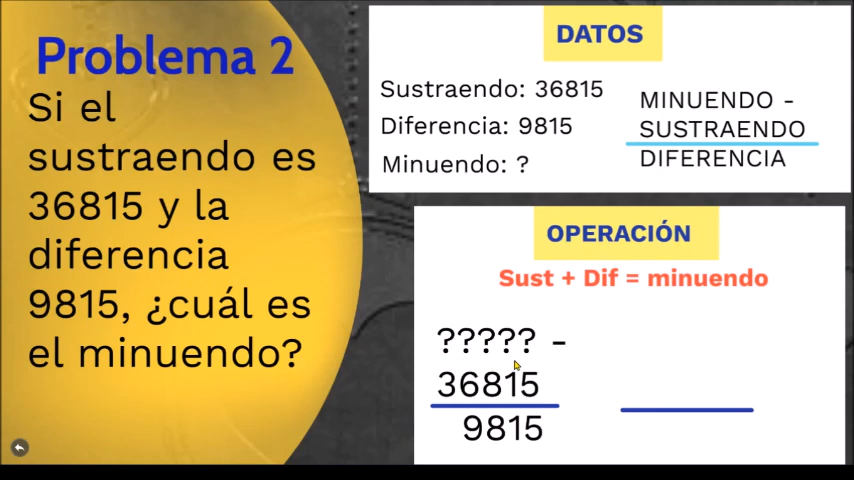 Problema 2
Si el
sustraendo es
36815 y la
diferencia
9815, ¿cuál es
el minuendo?
DATOS
Sustraendo: 36815
Diferencia: 9815
Minuendo: ?
MINUENDO -
SUSTRAENDO
DIFERENCIA
OPERACIÓN
Sust + Dif = minuendo
????? -
36815
9815